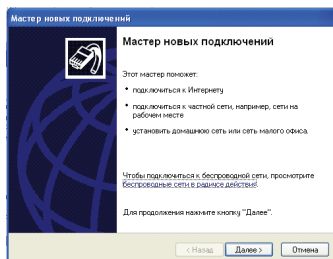 Мастер новых подключений
Мастер новых подключений
Этот мастер поможет:
• подключиться к Интернету
• подключиться к частной сети, например, сети на
рабочем месте
• установить домашнюю сеть или сеть малого офиса.
Чтобы подключиться к беспроводной сети, просмотрите
беспроводные сети в радиусе действия!
Для продолжения нажмите кнопку "Далее".
< Назад
Далее >
Отмена